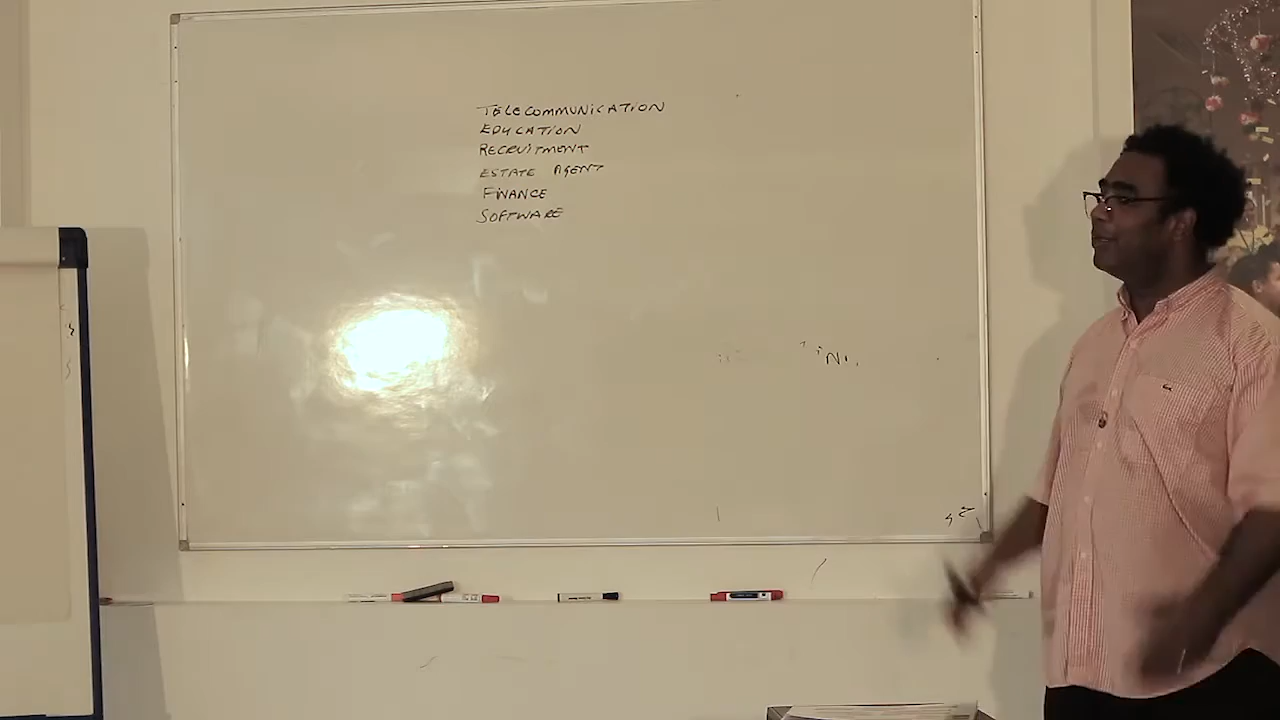 TELECOMMUNICATION
EDUCATION
RECRUITMENT
ESTATE AGENT
FINANCE
SOFTWARE